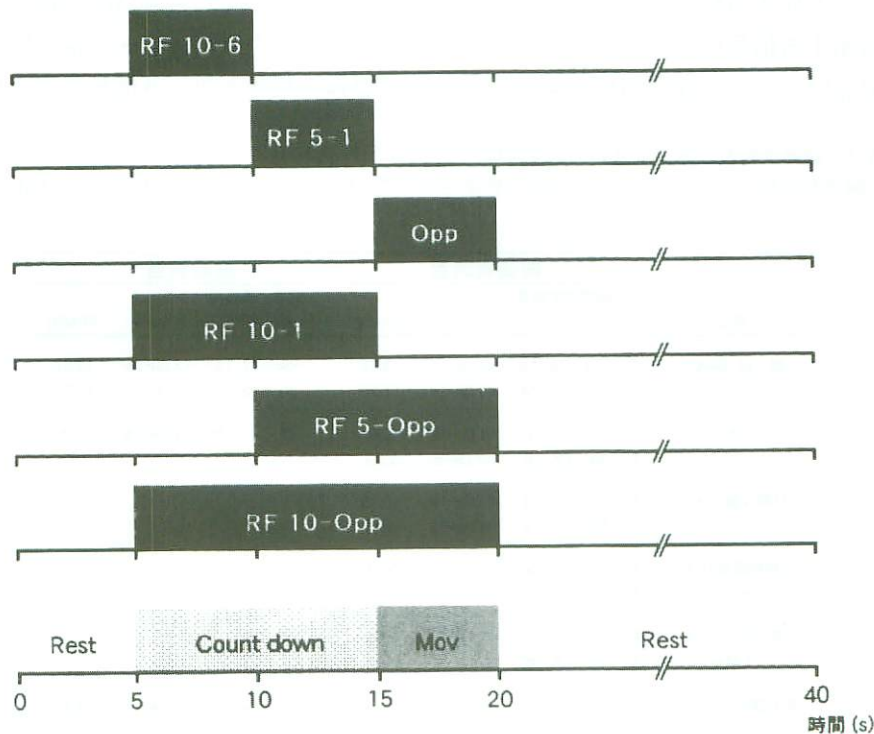 RF 10-6
RF 5-1
Opp
RF 10-1
RF 5-Opp
RF 10-Opp
Rest Count down Mov Rest
0 5 10 15 20 40
時間 (s)